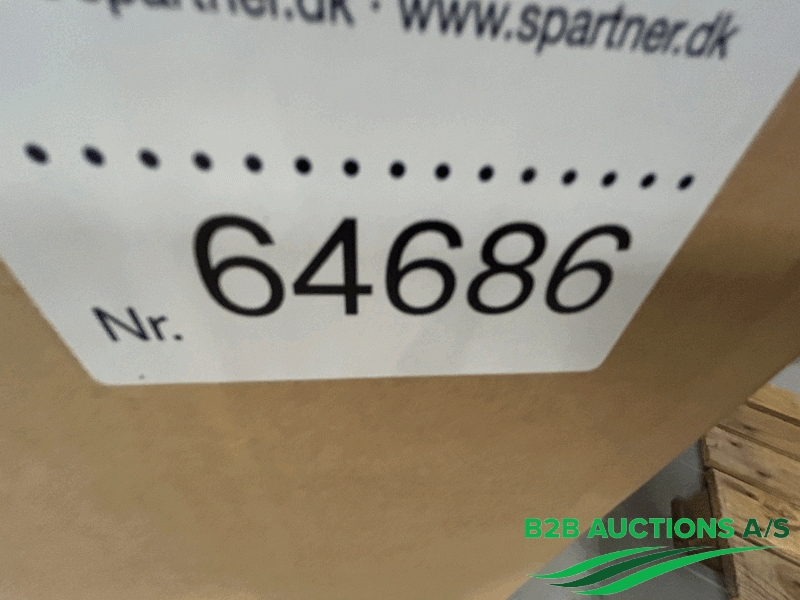 spartner.dk · www.spartner.dk
Nr. 64686
B2B AUCTIONS A/S